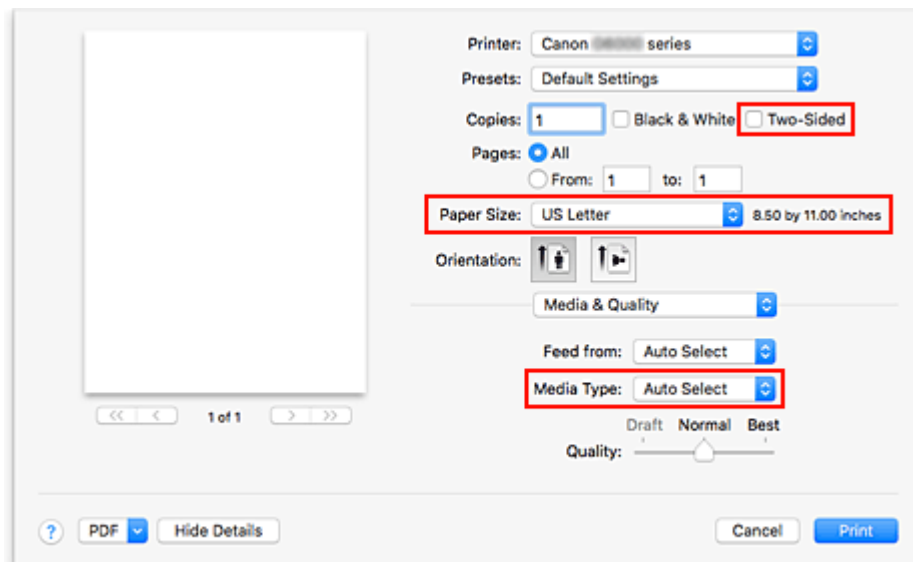 Printer: Canon series
Presets: Default Settings
Copies: 1 Black & White Two-Sided
Pages: All
From: 1 to: 1
Paper Size: US Letter 8.50 by 11.00 inches
Orientation:
Media & Quality
Feed from: Auto Select
Media Type: Auto Select
Draft Normal Best
Quality:
<< < 1 of 1 > >>
? PDF Hide Details Cancel Print